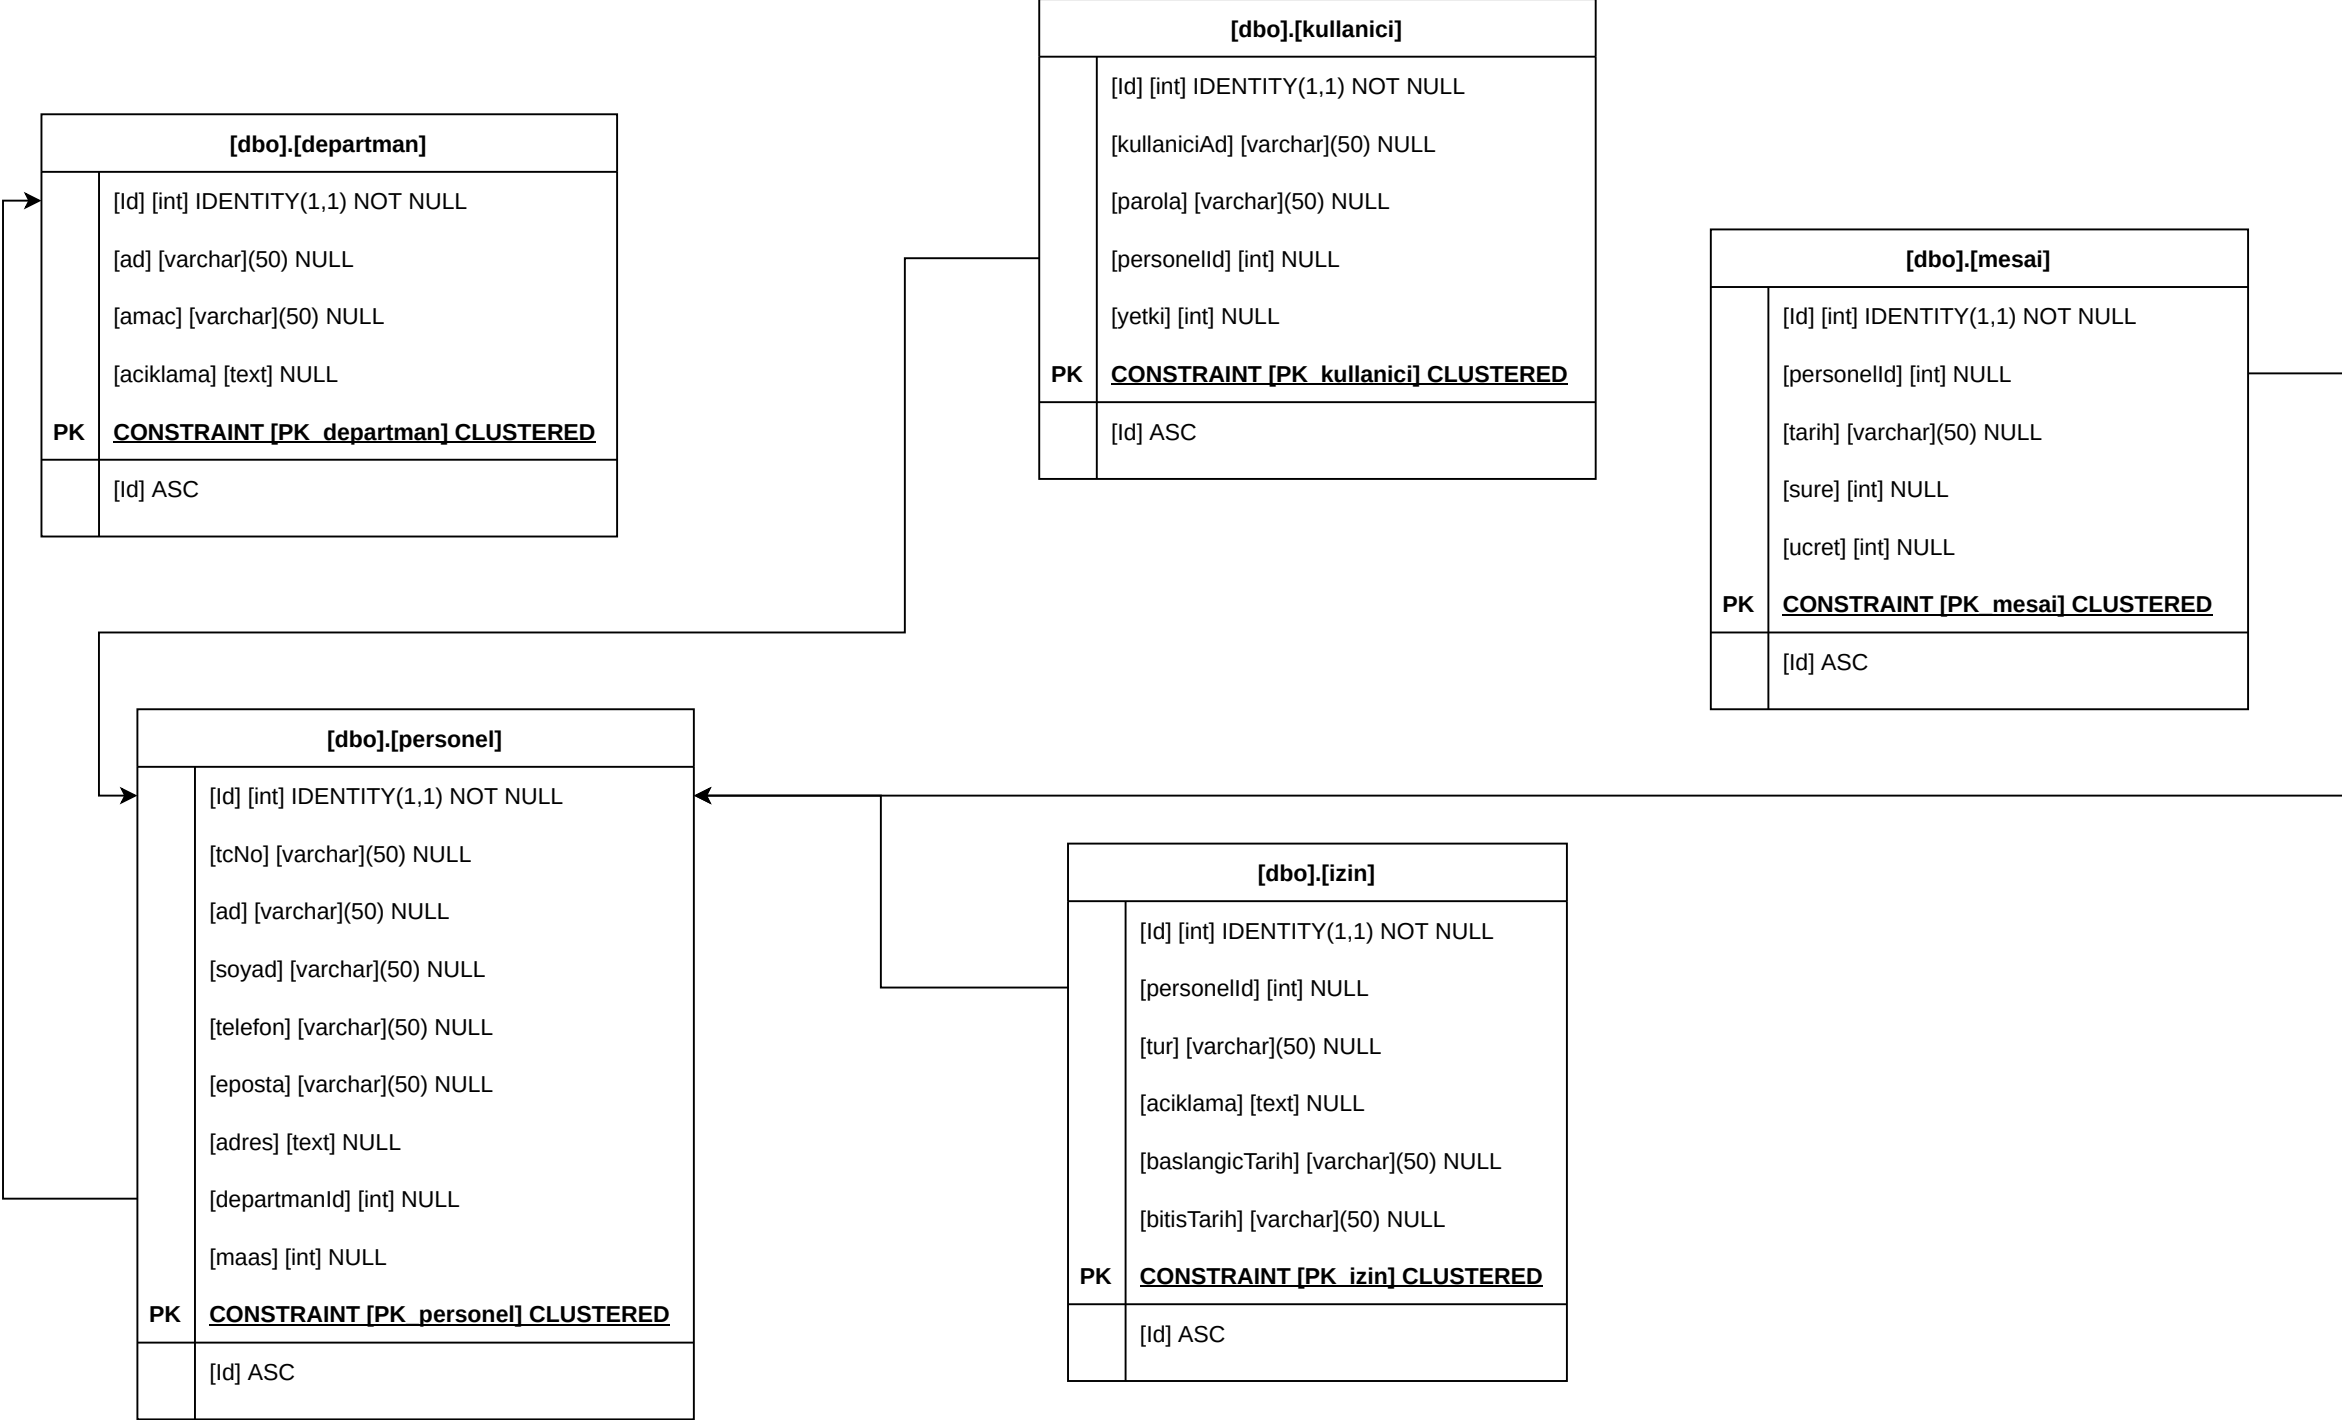 [dbo].[kullanici]
[Id] [int] IDENTITY(1,1) NOT NULL
[kullaniciAd] [varchar](50) NULL
[parola] [varchar](50) NULL
[personelId] [int] NULL
[yetki] [int] NULL
PK CONSTRAINT [PK_kullanici] CLUSTERED
[Id] ASC
[dbo].[departman]
[Id] [int] IDENTITY(1,1) NOT NULL
[ad] [varchar](50) NULL
[amac] [varchar](50) NULL
[aciklama] [text] NULL
PK CONSTRAINT [PK_departman] CLUSTERED
[Id] ASC
[dbo].[mesai]
[Id] [int] IDENTITY(1,1) NOT NULL
[personelId] [int] NULL
[tarih] [varchar](50) NULL
[sure] [int] NULL
[ucret] [int] NULL
PK CONSTRAINT [PK_mesai] CLUSTERED
[Id] ASC
[dbo].[personel]
[Id] [int] IDENTITY(1,1) NOT NULL
[tcNo] [varchar](50) NULL
[ad] [varchar](50) NULL
[soyad] [varchar](50) NULL
[telefon] [varchar](50) NULL
[eposta] [varchar](50) NULL
[adres] [text] NULL
[departmanId] [int] NULL
[maas] [int] NULL
PK CONSTRAINT [PK_personel] CLUSTERED
[Id] ASC
[dbo].[izin]
[Id] [int] IDENTITY(1,1) NOT NULL
[personelId] [int] NULL
[tur] [varchar](50) NULL
[aciklama] [text] NULL
[baslangicTarih] [varchar](50) NULL
[bitisTarih] [varchar](50) NULL
PK CONSTRAINT [PK_izin] CLUSTERED
[Id] ASC